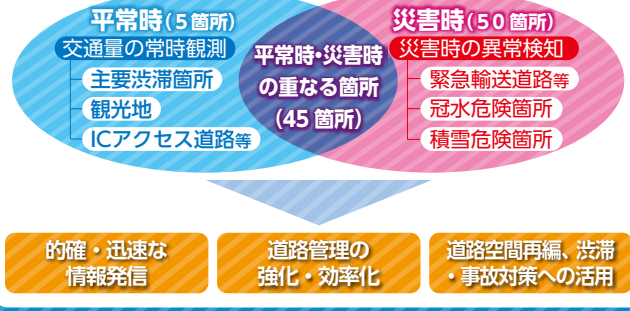 平常時(5箇所)
交通量の常時観測
主要渋滞箇所
観光地
ICアクセス道路等
平常時・災害時
の重なる箇所
(45箇所)
災害時(50箇所)
災害時の異常検知
緊急輸送道路等
冠水危険箇所
積雪危険箇所
的確・迅速な
情報発信
道路管理の
強化・効率化
道路空間再編、渋滞
・事故対策への活用